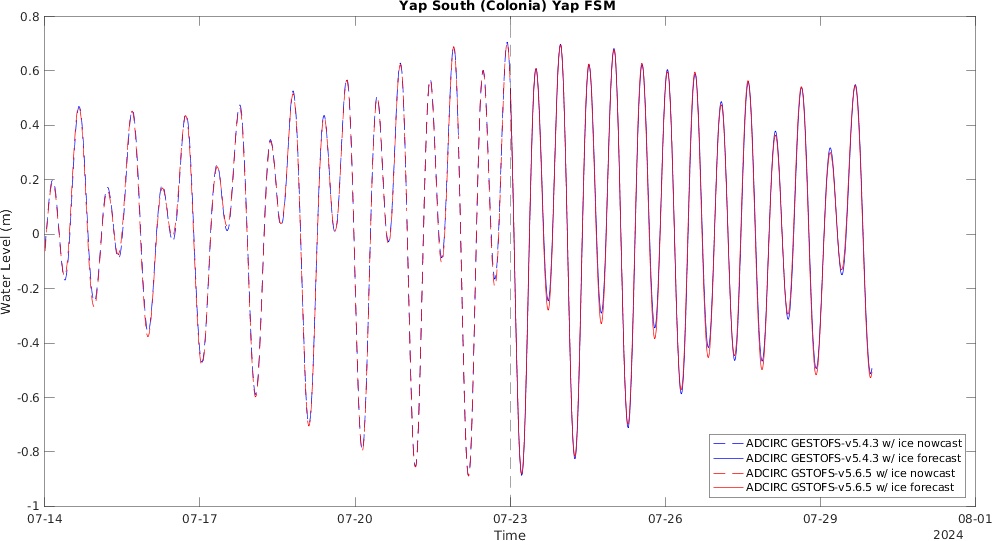 Yap South (Colonia) Yap FSM
0.8
0.6
0.4
0.2
0
-0.2
-0.4
-0.6
-0.8
-1
Water Level (m)
07-14
07-17
07-20
07-23
07-26
07-29
08-01
Time
2024
ADCIRC GESTOFS-v5.4.3 w/ ice nowcast
ADCIRC GESTOFS-v5.4.3 w/ ice forecast
ADCIRC GSTOFS-v5.6.5 w/ ice nowcast
ADCIRC GSTOFS-v5.6.5 w/ ice forecast